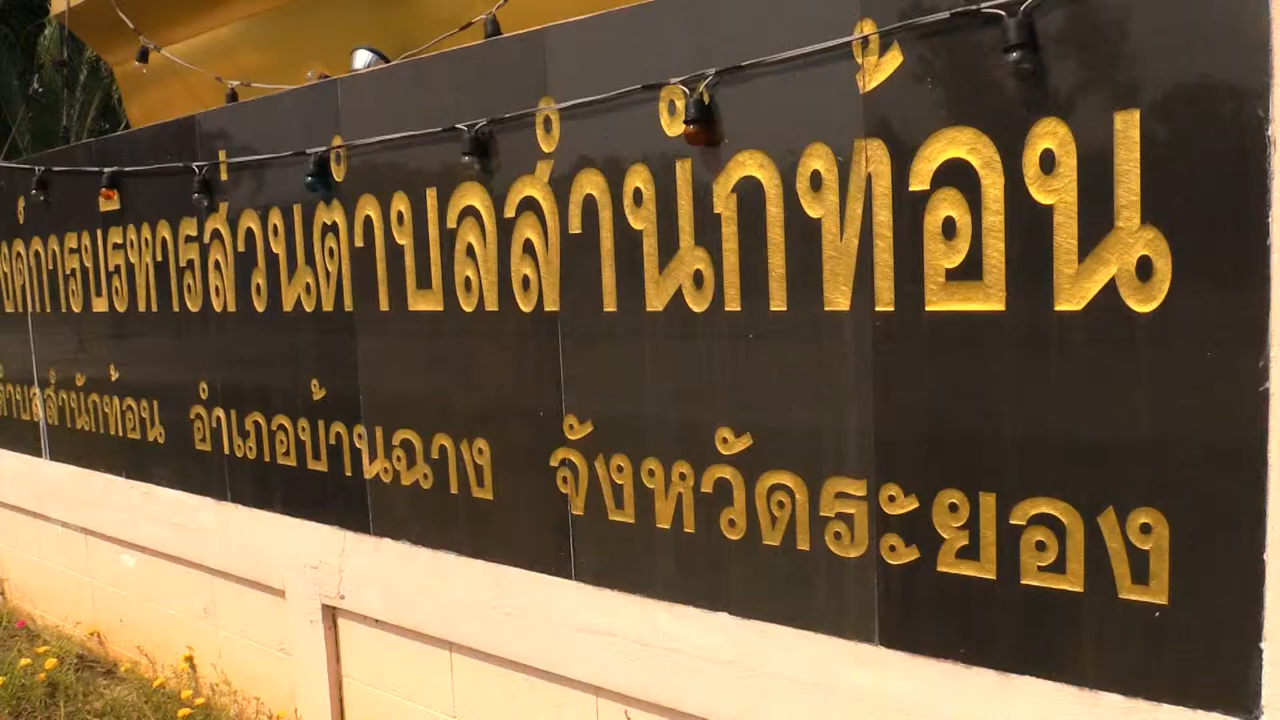 งค์การบริหารส่วนตำบลสำนักท้อน
ตำบลสำนักท้อน อำเภอบ้านฉาง จังหวัดระยอง